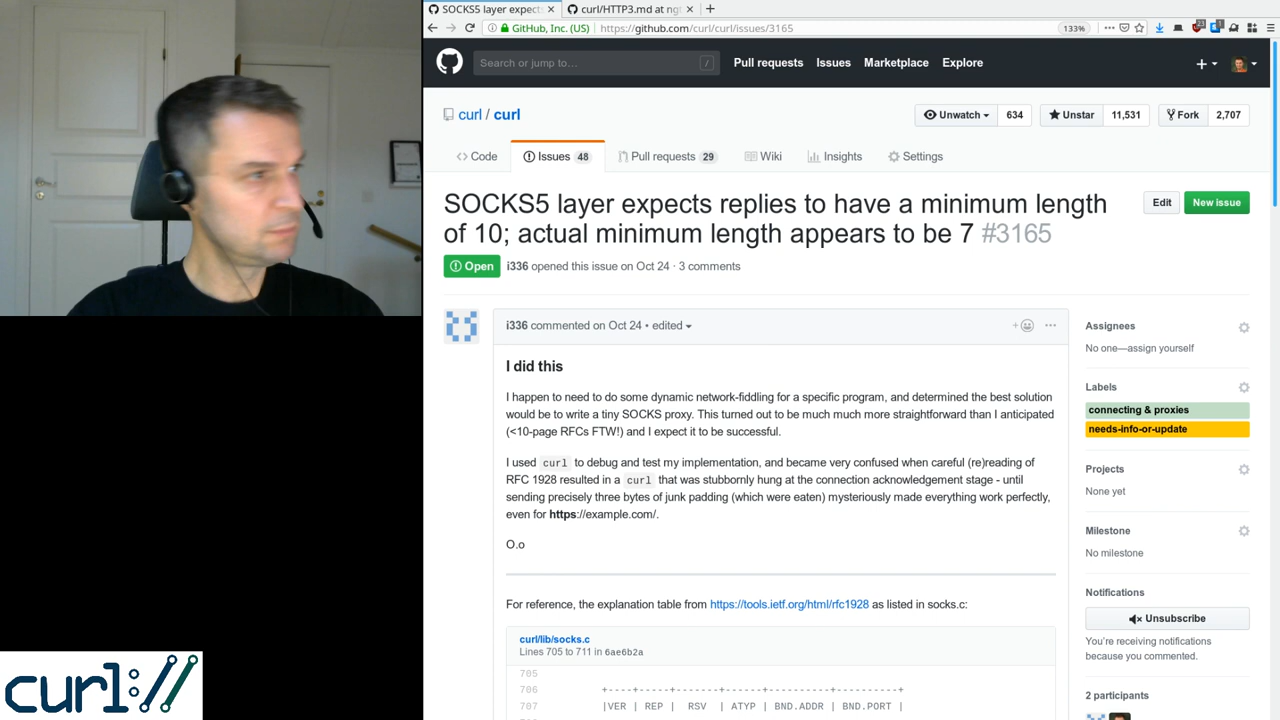 SOCKS5 layer expect
curl/HTTP3.md at ng
GitHub, Inc. (US)
https://github.com/curl/curl/issues/3165
133%
Search or jump to…
/
Pull requests
Issues
Marketplace
Explore
curl / curl
Unwatch
634
Unstar
11,531
Fork
2,707
Code
Issues 48
Pull requests 29
Wiki
Insights
Settings
SOCKS5 layer expects replies to have a minimum length
of 10; actual minimum length appears to be 7 #3165
Edit
New issue
Open
i336 opened this issue on Oct 24 · 3 comments
i336 commented on Oct 24 • edited
I did this
I happen to need to do some dynamic network-fiddling for a specific program, and determined the best solution
would be to write a tiny SOCKS proxy. This turned out to be much much more straightforward than I anticipated
(<10-page RFCs FTW!) and I expect it to be successful.
I used curl to debug and test my implementation, and became very confused when careful (re)reading of
RFC 1928 resulted in a curl that was stubbornly hung at the connection acknowledgement stage - until
sending precisely three bytes of junk padding (which were eaten) mysteriously made everything work perfectly,
even for https://example.com/.
O.o
For reference, the explanation table from https://tools.ietf.org/html/rfc1928 as listed in socks.c:
curl/lib/socks.c
Lines 705 to 711 in 6ae6b2a
705
706 +----+-----+-------+------+----------+----------+
707 |VER | REP | RSV | ATYP | BND.ADDR | BND.PORT |
Assignees
No one—assign yourself
Labels
connecting & proxies
needs-info-or-update
Projects
None yet
Milestone
No milestone
Notifications
Unsubscribe
You're receiving notifications
because you commented.
2 participants
curl://